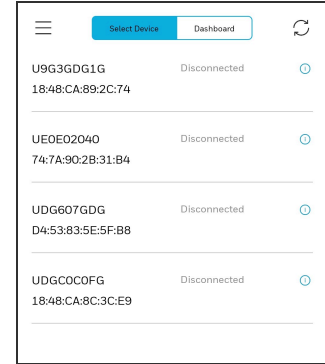 Select Device Dashboard
U9G3GDG1G Disconnected
18:48:CA:89:2C:74
UE0E02040 Disconnected
74:7A:90:2B:31:B4
UDG607GDG Disconnected
D4:53:83:5E:5F:B8
UDGC0C0FG Disconnected
18:48:CA:8C:3C:E9